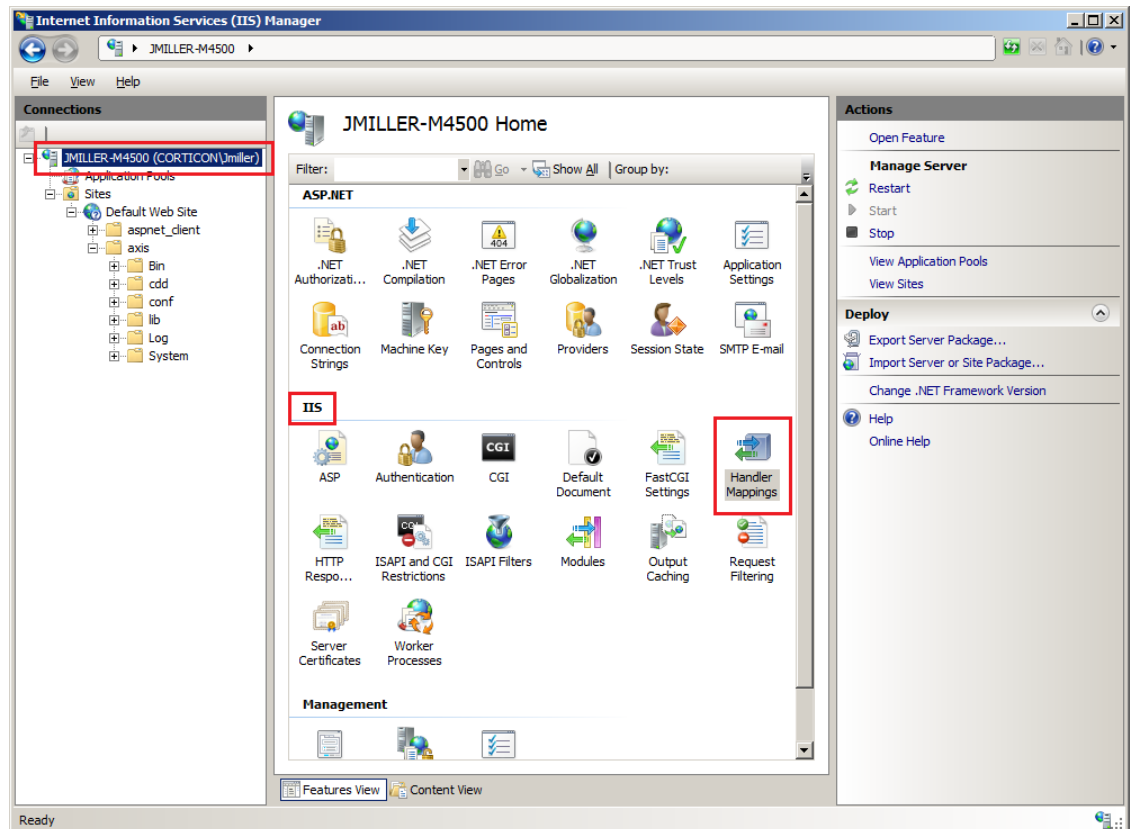 Internet Information Services (IIS) Manager
JMILLER-M4500
File View Help
Connections
JMILLER-M4500 (CORTICON\Jmiller)
Application Pools
Sites
Default Web Site
aspnet_client
axis
Bin
cdd
conf
lib
Log
System
JMILLER-M4500 Home
Filter: Go Show All Group by:
ASP.NET
.NET Authorizati...
.NET Compilation
.NET Error Pages
.NET Globalization
.NET Trust Levels
Application Settings
Connection Strings
Machine Key
Pages and Controls
Providers
Session State
SMTP E-mail
IIS
ASP
Authentication
CGI
Default Document
FastCGI Settings
Handler Mappings
HTTP Respo...
ISAPI and CGI Restrictions
ISAPI Filters
Modules
Output Caching
Request Filtering
Server Certificates
Worker Processes
Management
Features View Content View
Actions
Open Feature
Manage Server
Restart
Start
Stop
View Application Pools
View Sites
Deploy
Export Server Package...
Import Server or Site Package...
Change .NET Framework Version
Help
Online Help
Ready